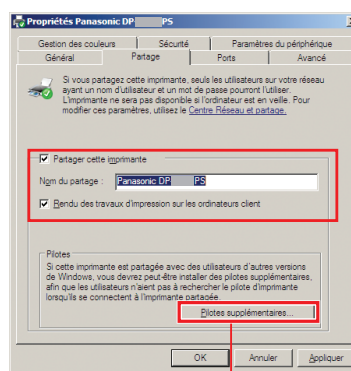 Propriétés Panasonic DP PS
Gestion des couleurs Sécurité Paramètres du périphérique
Général Partage Ports Avancé
Si vous partagez cette imprimante, seuls les utilisateurs sur votre réseau
ayant un nom d'utilisateur et un mot de passe pourront l'utiliser.
L'imprimante ne sera pas disponible si l'ordinateur est en veille. Pour
modifier ces paramètres, utilisez le Centre Réseau et partage.
Partager cette imprimante
Nom du partage : Panasonic DP PS
Rendu des travaux d'impression sur les ordinateurs client
Pilotes
Si cette imprimante est partagée avec des utilisateurs d'autres versions
de Windows, vous devrez peut-être installer des pilotes supplémentaires,
afin que les utilisateurs n'aient pas à rechercher le pilote d'imprimante
lorsqu'ils se connectent à l'imprimante partagée.
Pilotes supplémentaires...
OK Annuler Appliquer